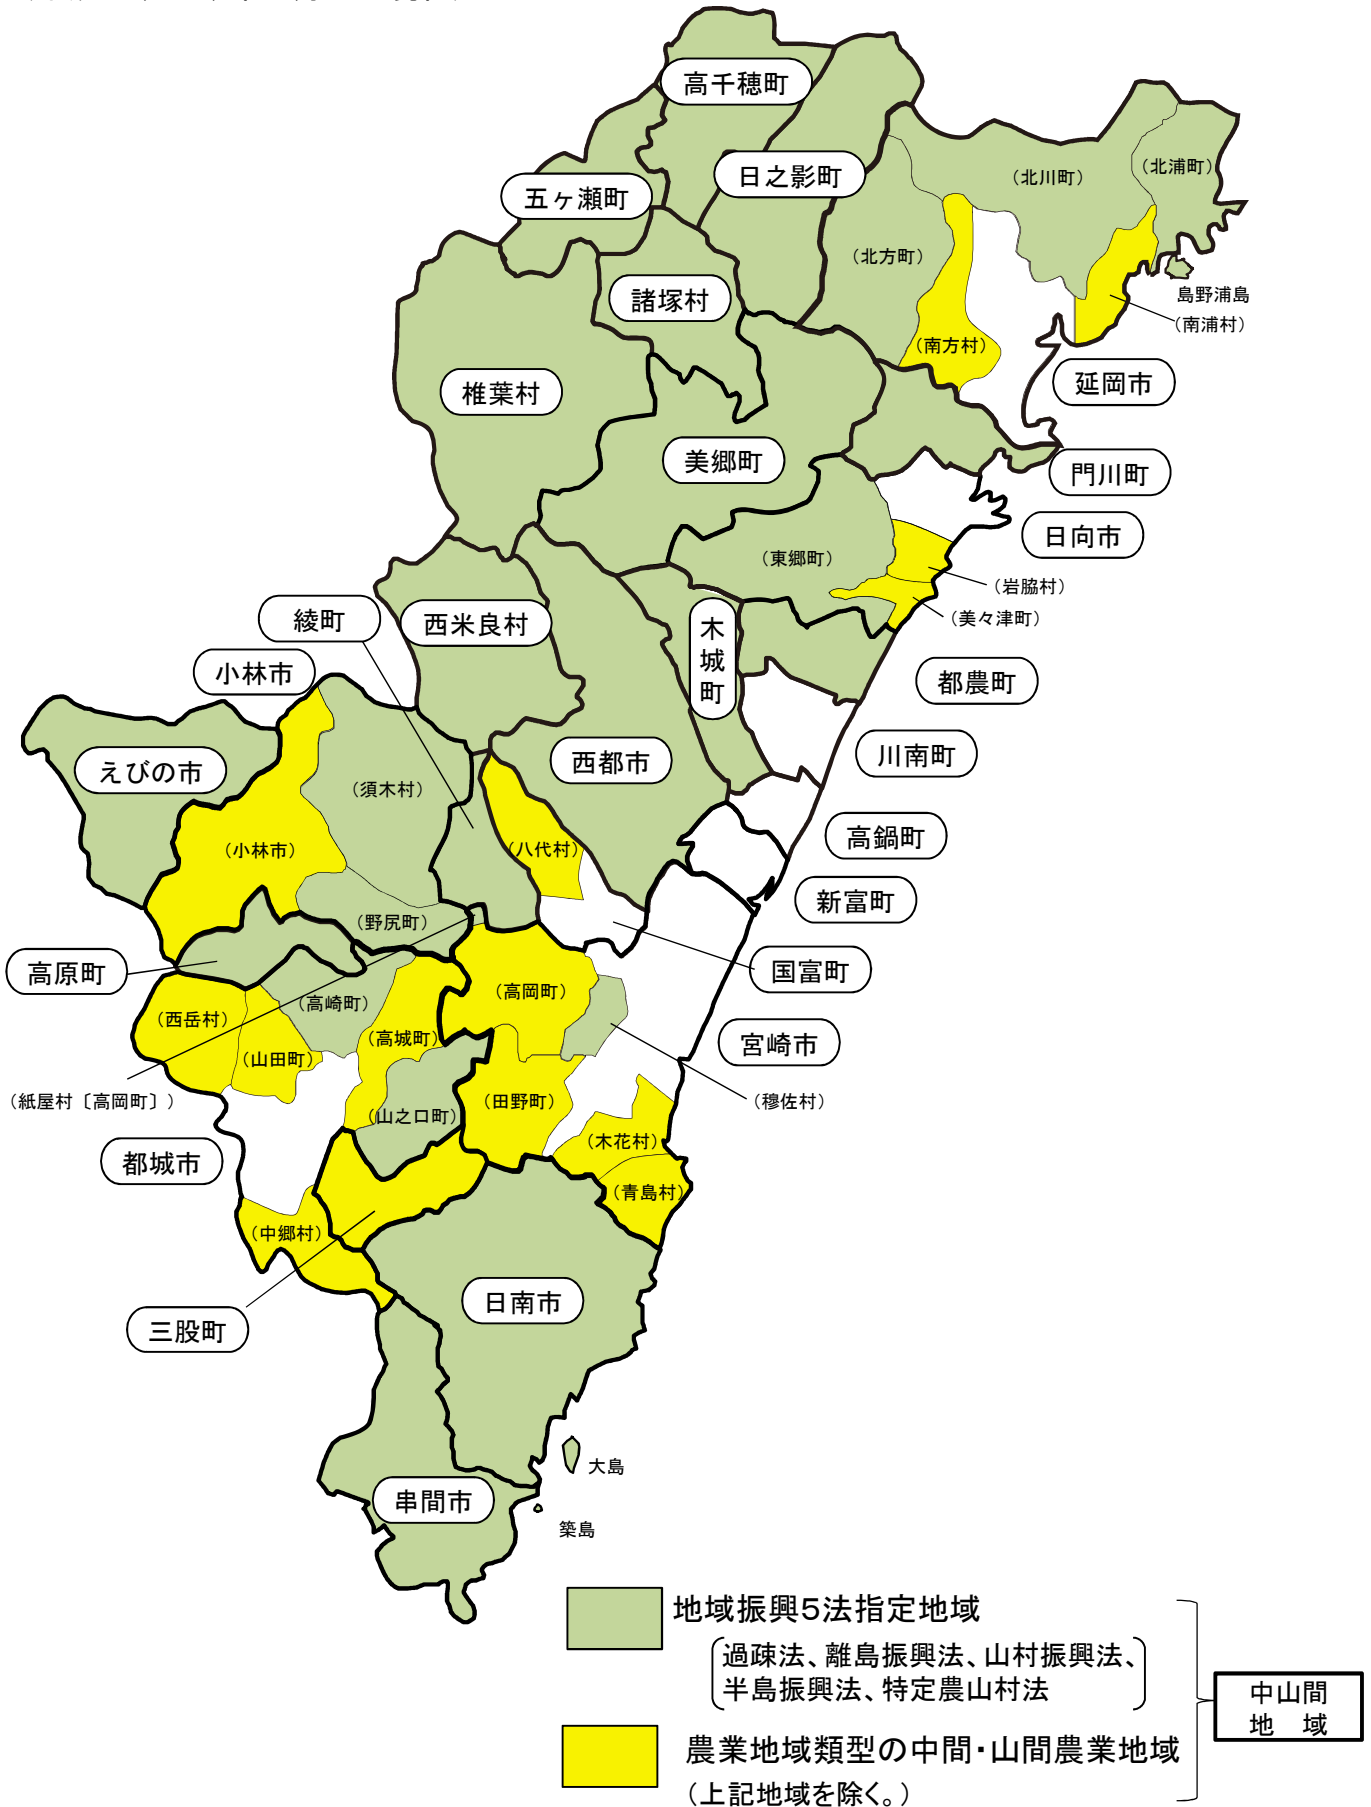 高千穂町
日之影町
五ヶ瀬町
(北川町)
(北浦町)
(北方町)
諸塚村
島野浦島
(南浦村)
(南方村)
延岡市
椎葉村
美郷町
門川町
日向市
(東郷町)
(岩脇村)
(美々津町)
綾町
西米良村
木城町
小林市
都農町
えびの市
西都市
川南町
(須木村)
(小林市)
(八代村)
高鍋町
新富町
(野尻町)
高原町
国富町
(西岳村)
(高崎町)
(高岡町)
(高城町)
(山田町)
宮崎市
(紙屋村〔高岡町〕)
(山之口町)
(田野町)
(穆佐村)
(木花村)
都城市
(青島村)
(中郷村)
日南市
三股町
大島
串間市
築島
地域振興5法指定地域
過疎法、離島振興法、山村振興法、
半島振興法、特定農山村法
中山間
地 域
農業地域類型の中間・山間農業地域
(上記地域を除く。)